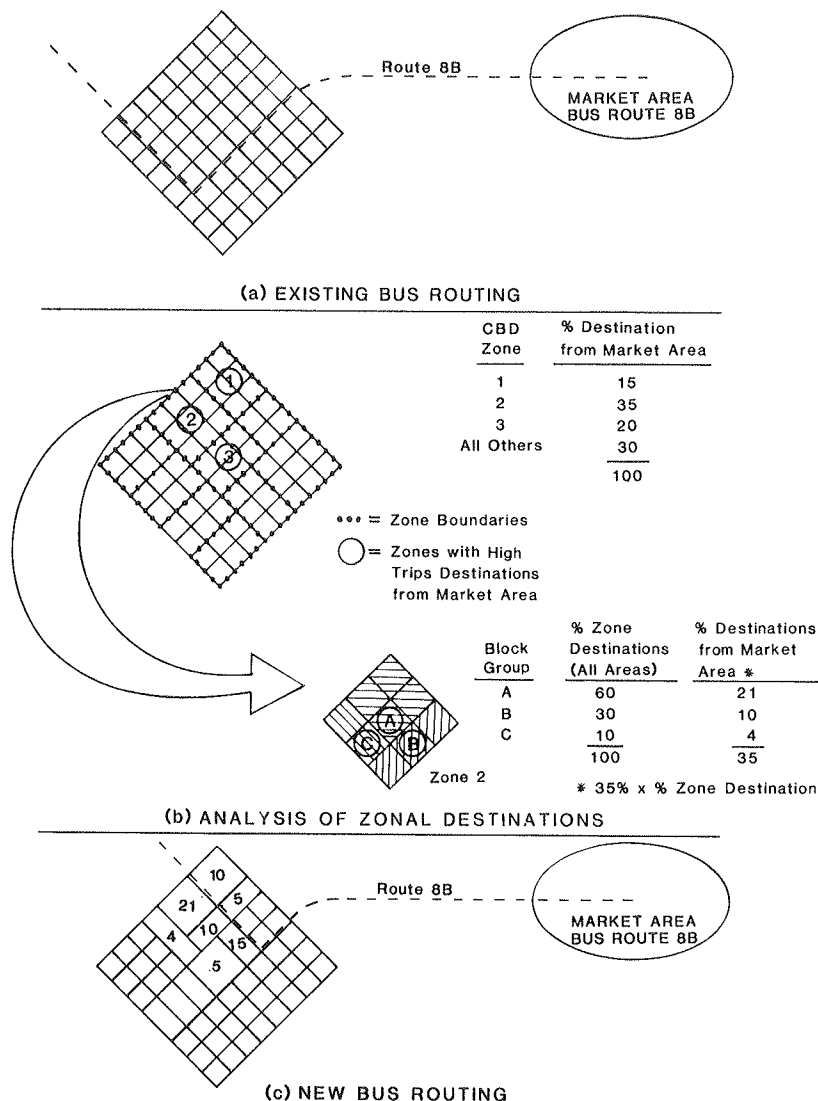 Route 8B
MARKET AREA
BUS ROUTE 8B
(a) EXISTING BUS ROUTING
CBD Zone
% Destination from Market Area
1 15
2 35
3 20
All Others 30
100
1
2
3
•••• = Zone Boundaries
= Zones with High
Trips Destinations
from Market Area
Block Group
% Zone Destinations (All Areas)
% Destinations from Market Area *
A 60 21
B 30 10
C 10 4
100 35
A
C B
Zone 2
* 35% x % Zone Destination
(b) ANALYSIS OF ZONAL DESTINATIONS
Route 8B
MARKET AREA
BUS ROUTE 8B
10
21 5
4 10 15
.5
(c) NEW BUS ROUTING